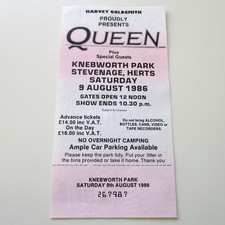 HARVEY GOLDSMITH
PROUDLY
PRESENTS
QUEEN
Plus
Special Guests
KNEBWORTH PARK
STEVENAGE, HERTS
SATURDAY
9 AUGUST 1986
GATES OPEN 12 NOON
SHOW ENDS 10.30 p.m.
Subject to Licence
Advance tickets
£14.50 inc V.A.T.
On the Day
£16.00 inc V.A.T.
Do not bring ALCOHOL,
BOTTLES, CANS, VIDEO or
TAPE RECORDERS.
NO OVERNIGHT CAMPING
Ample Car Parking Available
Please keep the park tidy. Put your litter in
the bins provided or take it home. Thank you.
KNEBWORTH PARK
SATURDAY 9th AUGUST 1986
267987